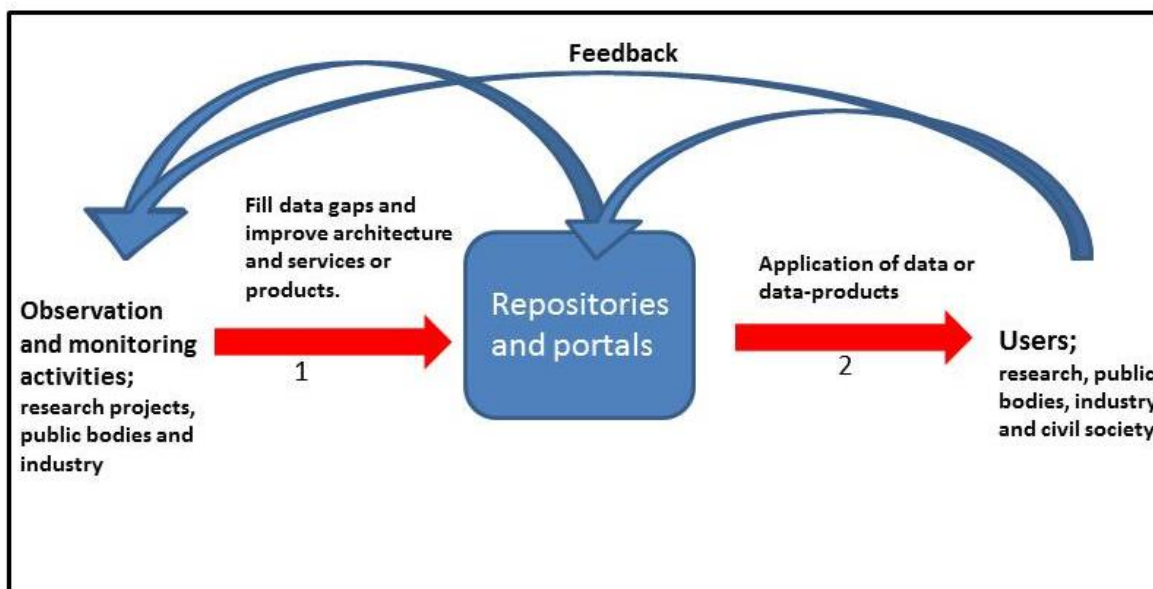 Feedback
Fill data gaps and
improve architecture
and services or
products.
Observation
and monitoring
activities;
research projects,
public bodies and
industry
1
Repositories
and portals
Application of data or
data-products
2
Users;
research, public
bodies, industry
and civil society